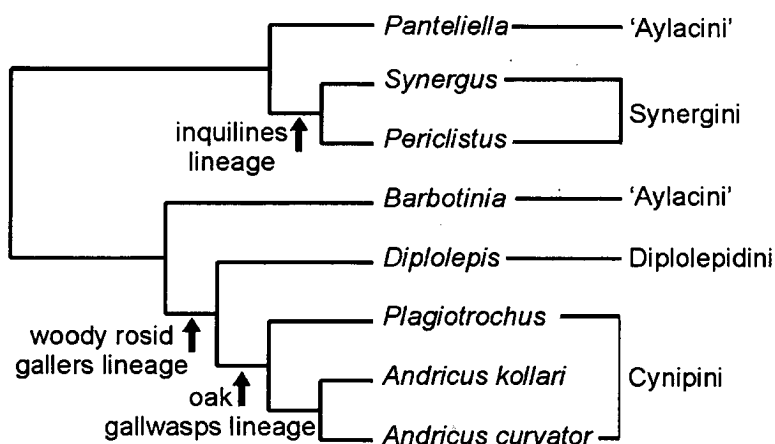 Panteliella
'Aylacini'
Synergus
Synergini
Periclistus
inquilines
lineage
Barbotinia
'Aylacini'
Diplolepis
Diplolepidini
Plagiotrochus
woody rosid
gallers lineage
Andricus kollari
Cynipini
oak
gallwasps lineage
Andricus curvator